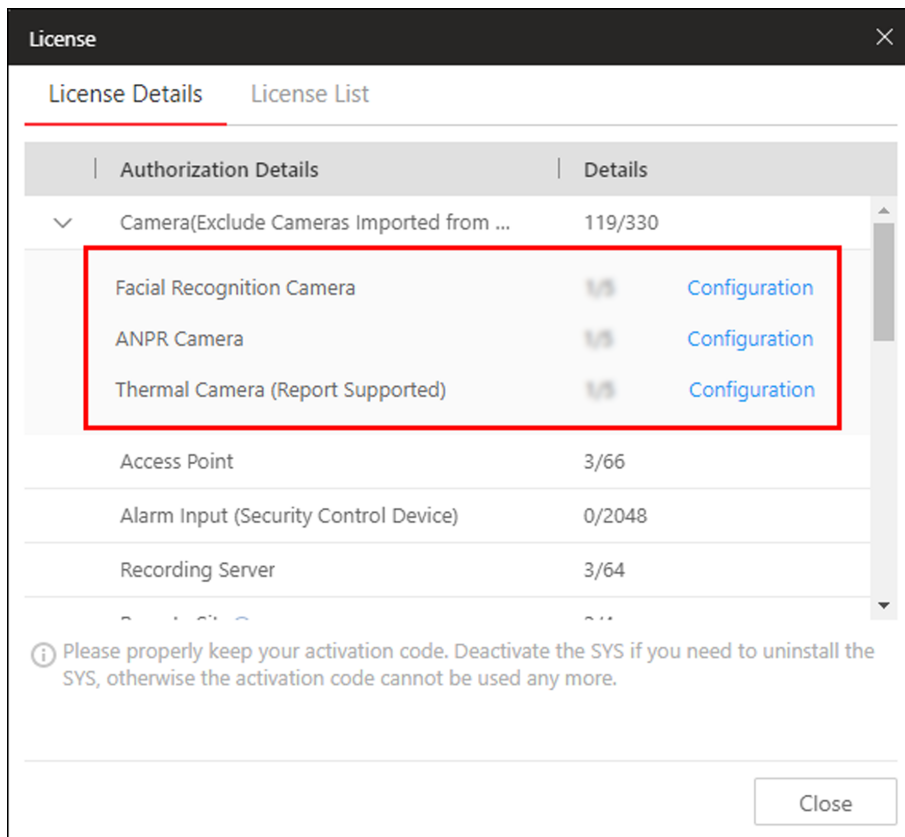 License
License Details License List
Authorization Details Details
Camera(Exclude Cameras Imported from ... 119/330
Facial Recognition Camera Configuration
ANPR Camera Configuration
Thermal Camera (Report Supported) Configuration
Access Point 3/66
Alarm Input (Security Control Device) 0/2048
Recording Server 3/64
Please properly keep your activation code. Deactivate the SYS if you need to uninstall the
SYS, otherwise the activation code cannot be used any more.
Close